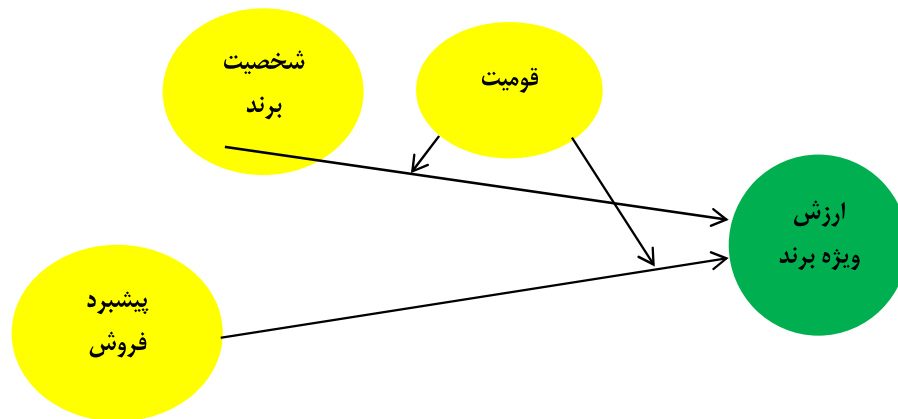 شخصیت
برند
قومیت
ارزش
ویژه برند
پیشبرد
فروش